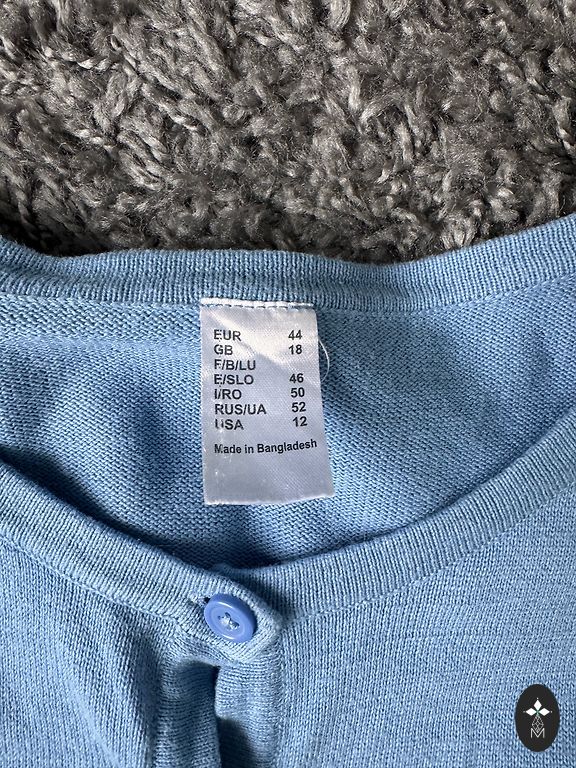 EUR 44
GB 18
F/B/LU
E/SLO 46
I/RO 50
RUS/UA 52
USA 12
Made in Bangladesh
M